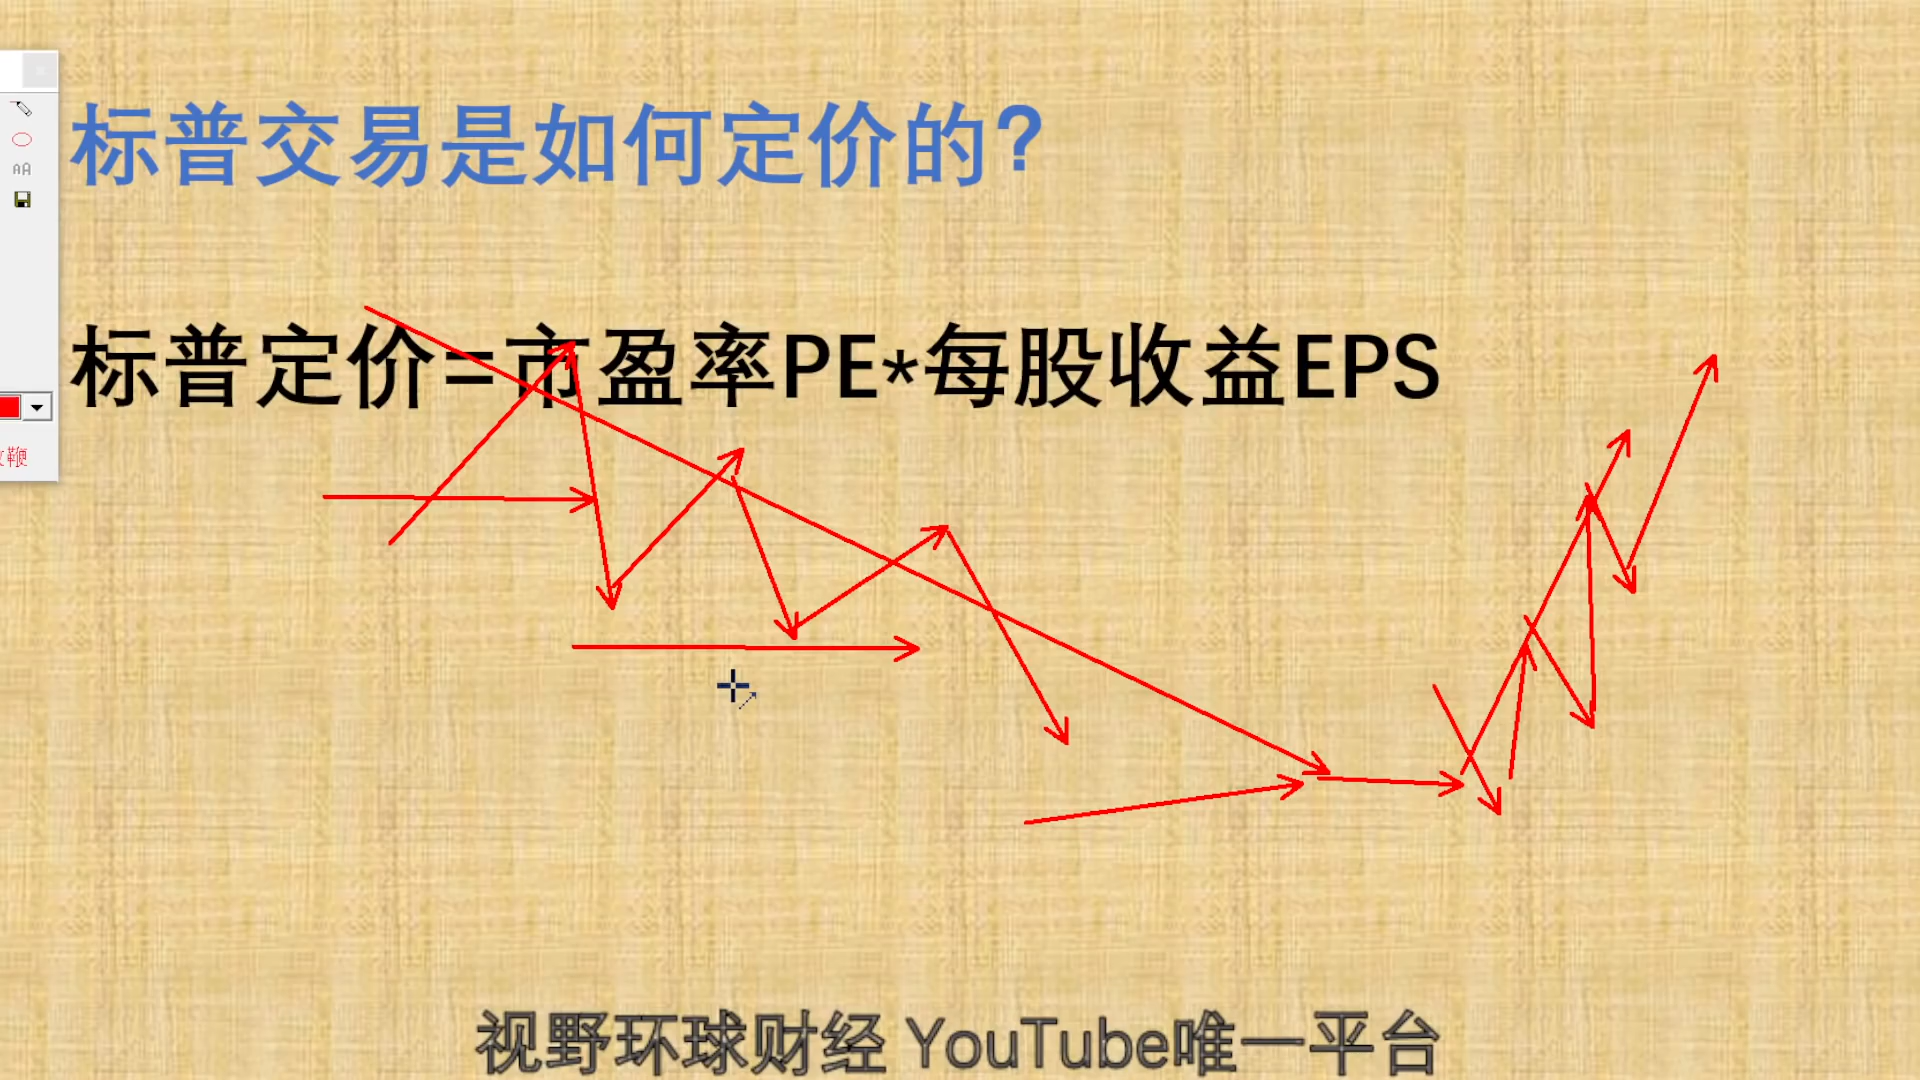 标普交易是如何定价的?
AA
标普定价=市盈率PE*每股收益EPS
鞭
视野环球财经 YouTube唯一平台